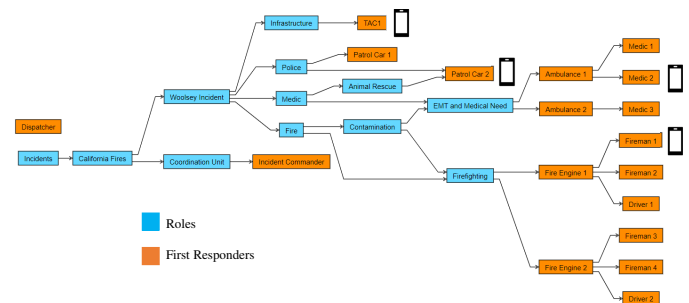 Infrastructure
TAC1
Medic 1
Police
Patrol Car 1
Patrol Car 2
Ambulance 1
Medic 2
Woolsey Incident
Medic
Animal Rescue
EMT and Medical Need
Ambulance 2
Medic 3
Dispatcher
Fire
Contamination
Fireman 1
Incidents
California Fires
Coordination Unit
Incident Commander
Firefighting
Fire Engine 1
Fireman 2
Driver 1
Roles
First Responders
Fireman 3
Fire Engine 2
Fireman 4
Driver 2